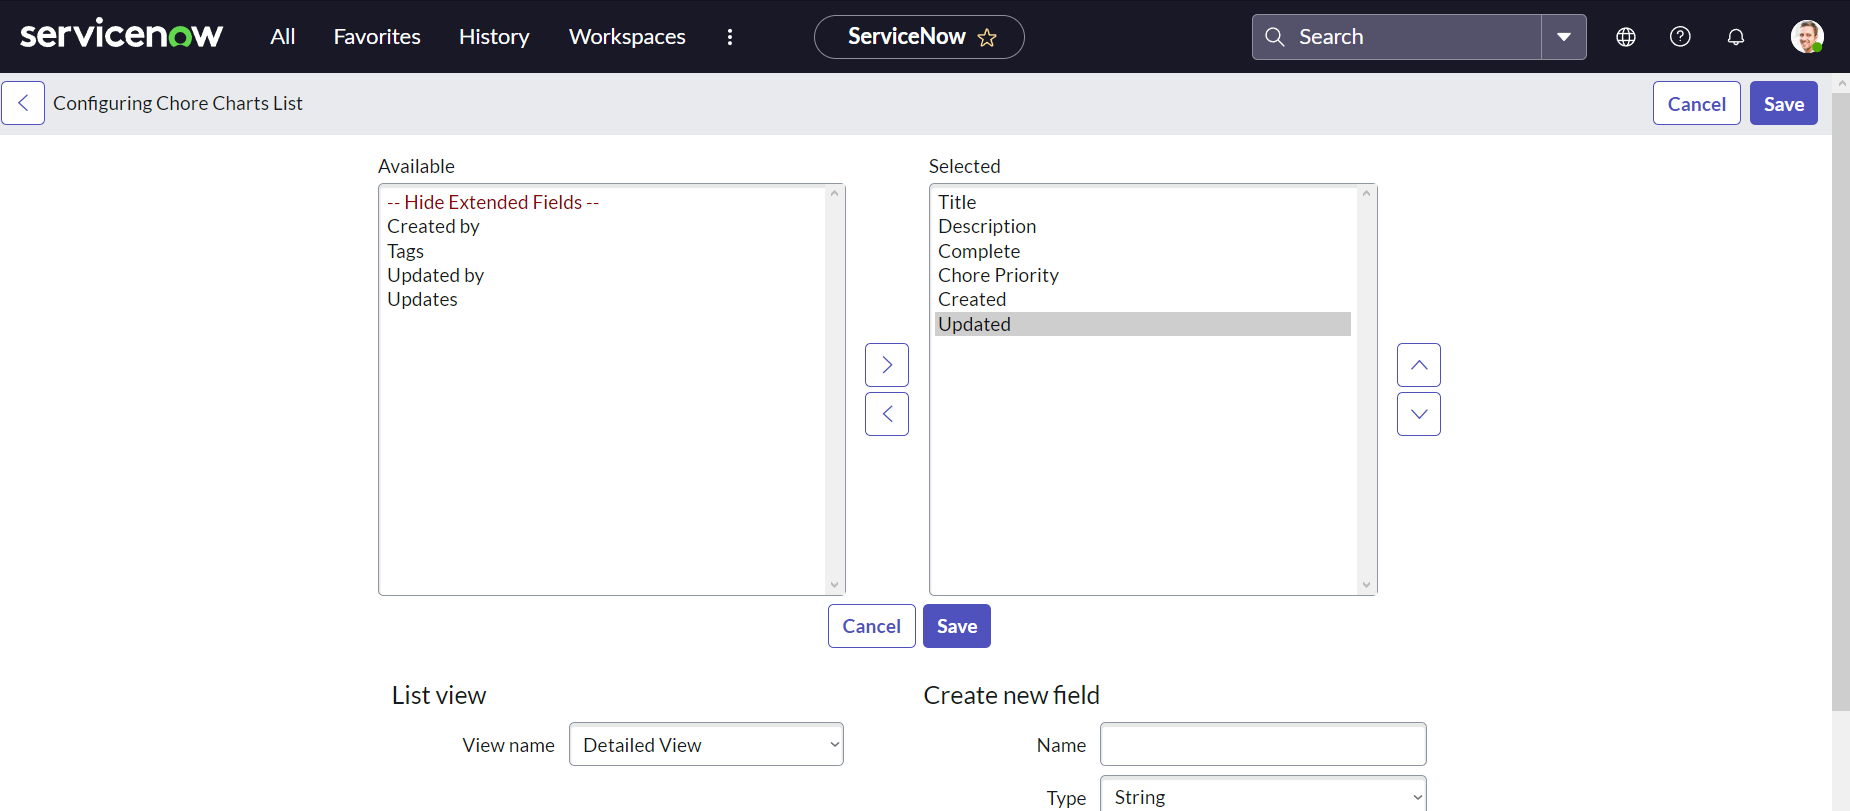 servicenow
All
Favorites
History
Workspaces
ServiceNow
Search
Configuring Chore Charts List
Cancel
Save
Available
-- Hide Extended Fields --
Created by
Tags
Updated by
Updates
Selected
Title
Description
Complete
Chore Priority
Created
Updated
Cancel
Save
List view
View name
Detailed View
Create new field
Name
Type
String